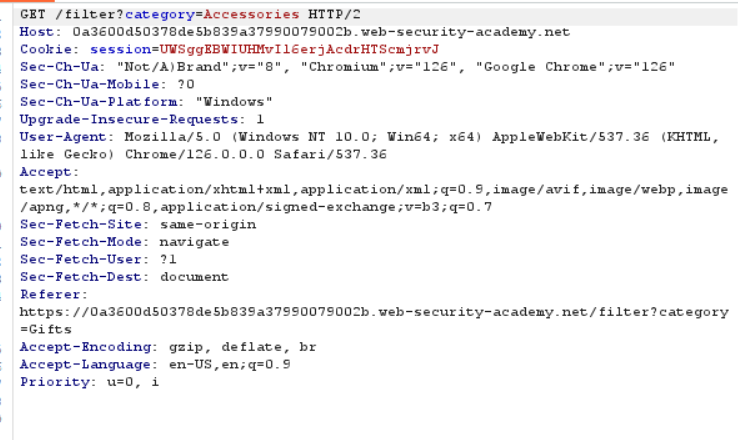 GET /filter?category=Accessories HTTP/2
Host: 0a3600d50378de5b839a37990079002b.web-security-academy.net
Cookie: session=UWSggEBWIUHMvIl6erjAcdrHTScmjrvJ
Sec-Ch-Ua: "Not/A)Brand";v="8", "Chromium";v="126", "Google Chrome";v="126"
Sec-Ch-Ua-Mobile: ?0
Sec-Ch-Ua-Platform: "Windows"
Upgrade-Insecure-Requests: 1
User-Agent: Mozilla/5.0 (Windows NT 10.0; Win64; x64) AppleWebKit/537.36 (KHTML,
like Gecko) Chrome/126.0.0.0 Safari/537.36
Accept:
text/html,application/xhtml+xml,application/xml;q=0.9,image/avif,image/webp,image
/apng,*/*;q=0.8,application/signed-exchange;v=b3;q=0.7
Sec-Fetch-Site: same-origin
Sec-Fetch-Mode: navigate
Sec-Fetch-User: ?1
Sec-Fetch-Dest: document
Referer:
https://0a3600d50378de5b839a37990079002b.web-security-academy.net/filter?category
=Gifts
Accept-Encoding: gzip, deflate, br
Accept-Language: en-US,en;q=0.9
Priority: u=0, i